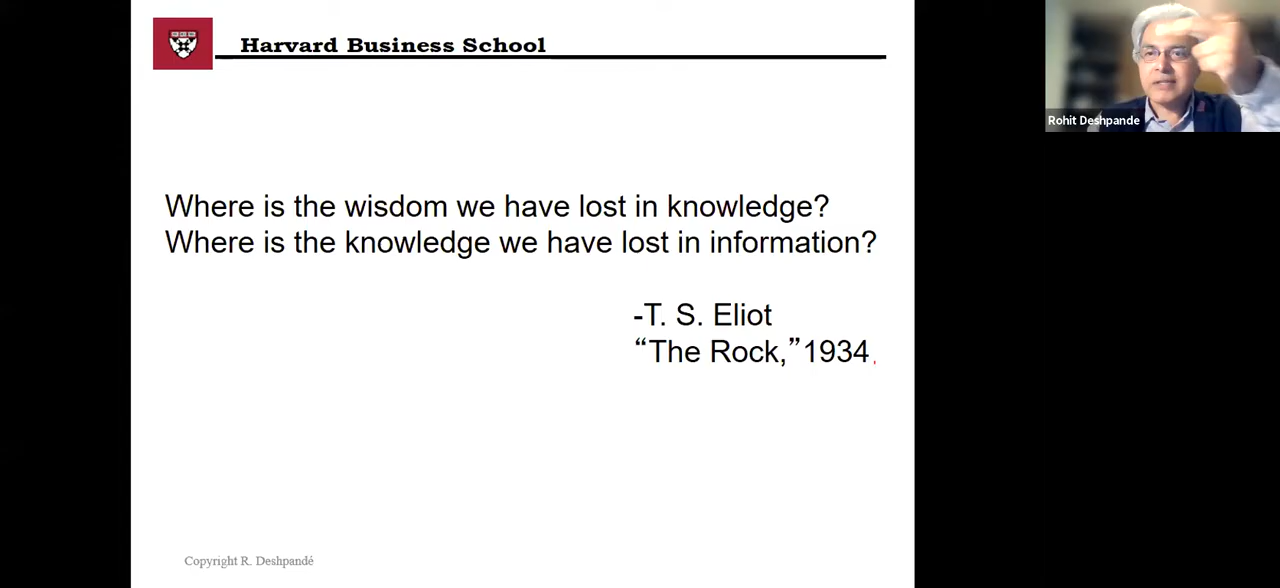 Harvard Business School
Rohit Deshpande
Where is the wisdom we have lost in knowledge?
Where is the knowledge we have lost in information?
-T. S. Eliot
“The Rock,”1934.
Copyright R. Deshpandé